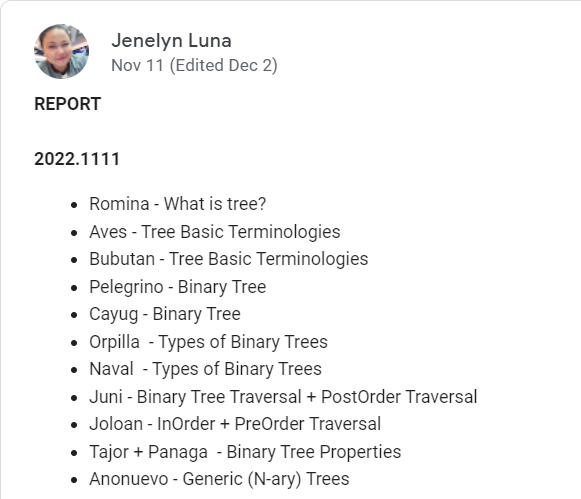 Jenelyn Luna
Nov 11 (Edited Dec 2)
REPORT
2022.1111
Romina - What is tree?
Aves - Tree Basic Terminologies
Bubutan - Tree Basic Terminologies
Pelegrino - Binary Tree
Cayug - Binary Tree
Orpilla  - Types of Binary Trees
Naval  - Types of Binary Trees
Juni - Binary Tree Traversal + PostOrder Traversal
Joloan - InOrder + PreOrder Traversal
Tajor + Panaga  - Binary Tree Properties
Anonuevo - Generic (N-ary) Trees